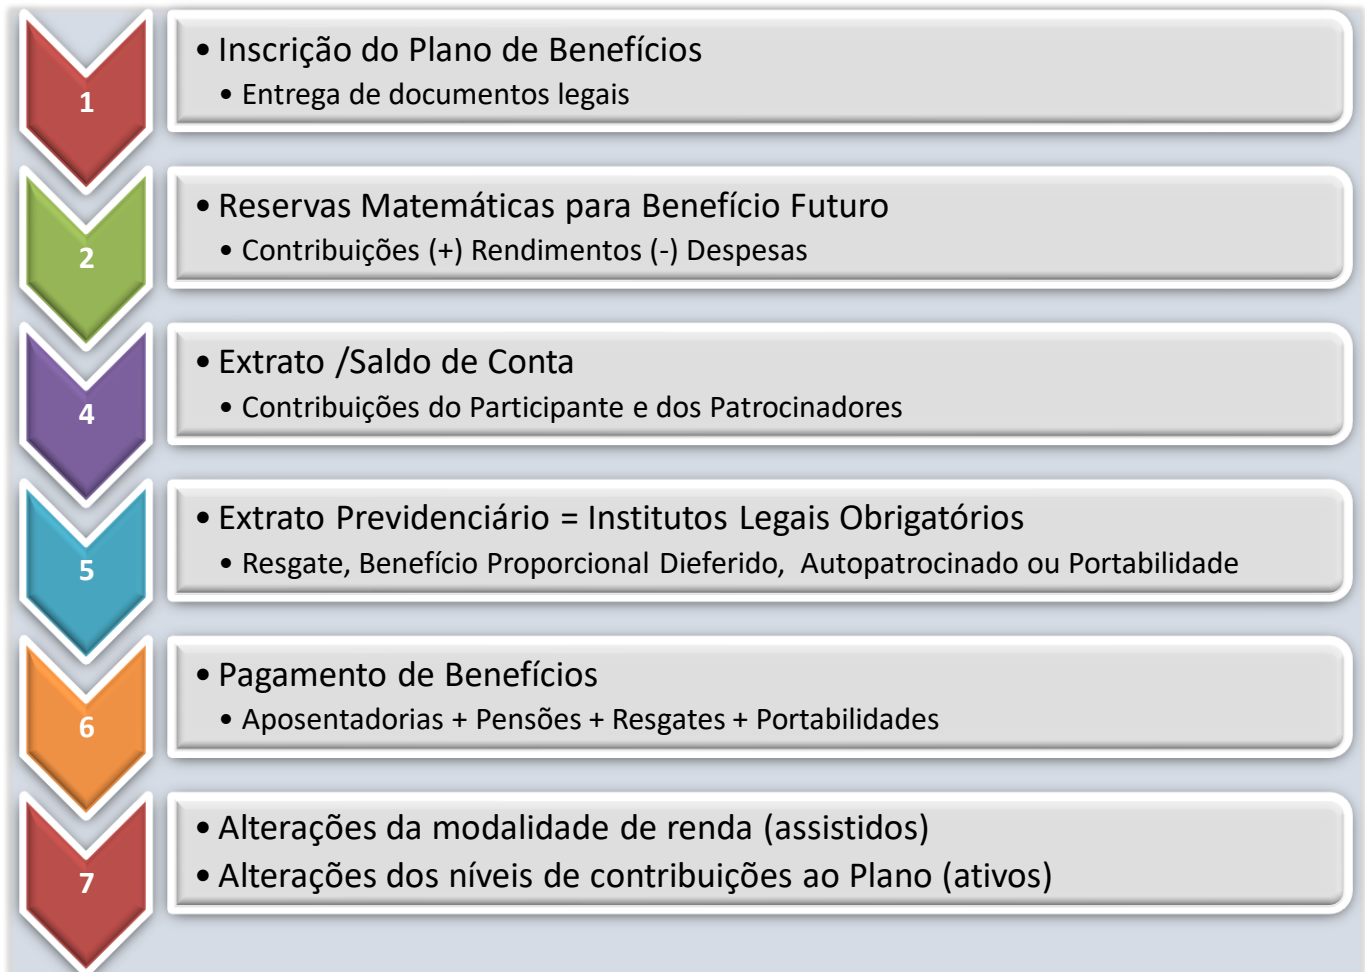 1
• Inscrição do Plano de Benefícios
• Entrega de documentos legais
2
• Reservas Matemáticas para Benefício Futuro
• Contribuições (+) Rendimentos (-) Despesas
4
• Extrato /Saldo de Conta
• Contribuições do Participante e dos Patrocinadores
5
• Extrato Previdenciário = Institutos Legais Obrigatórios
• Resgate, Benefício Proporcional Dieferido, Autopatrocinado ou Portabilidade
6
• Pagamento de Benefícios
• Aposentadorias + Pensões + Resgates + Portabilidades
7
• Alterações da modalidade de renda (assistidos)
• Alterações dos níveis de contribuições ao Plano (ativos)